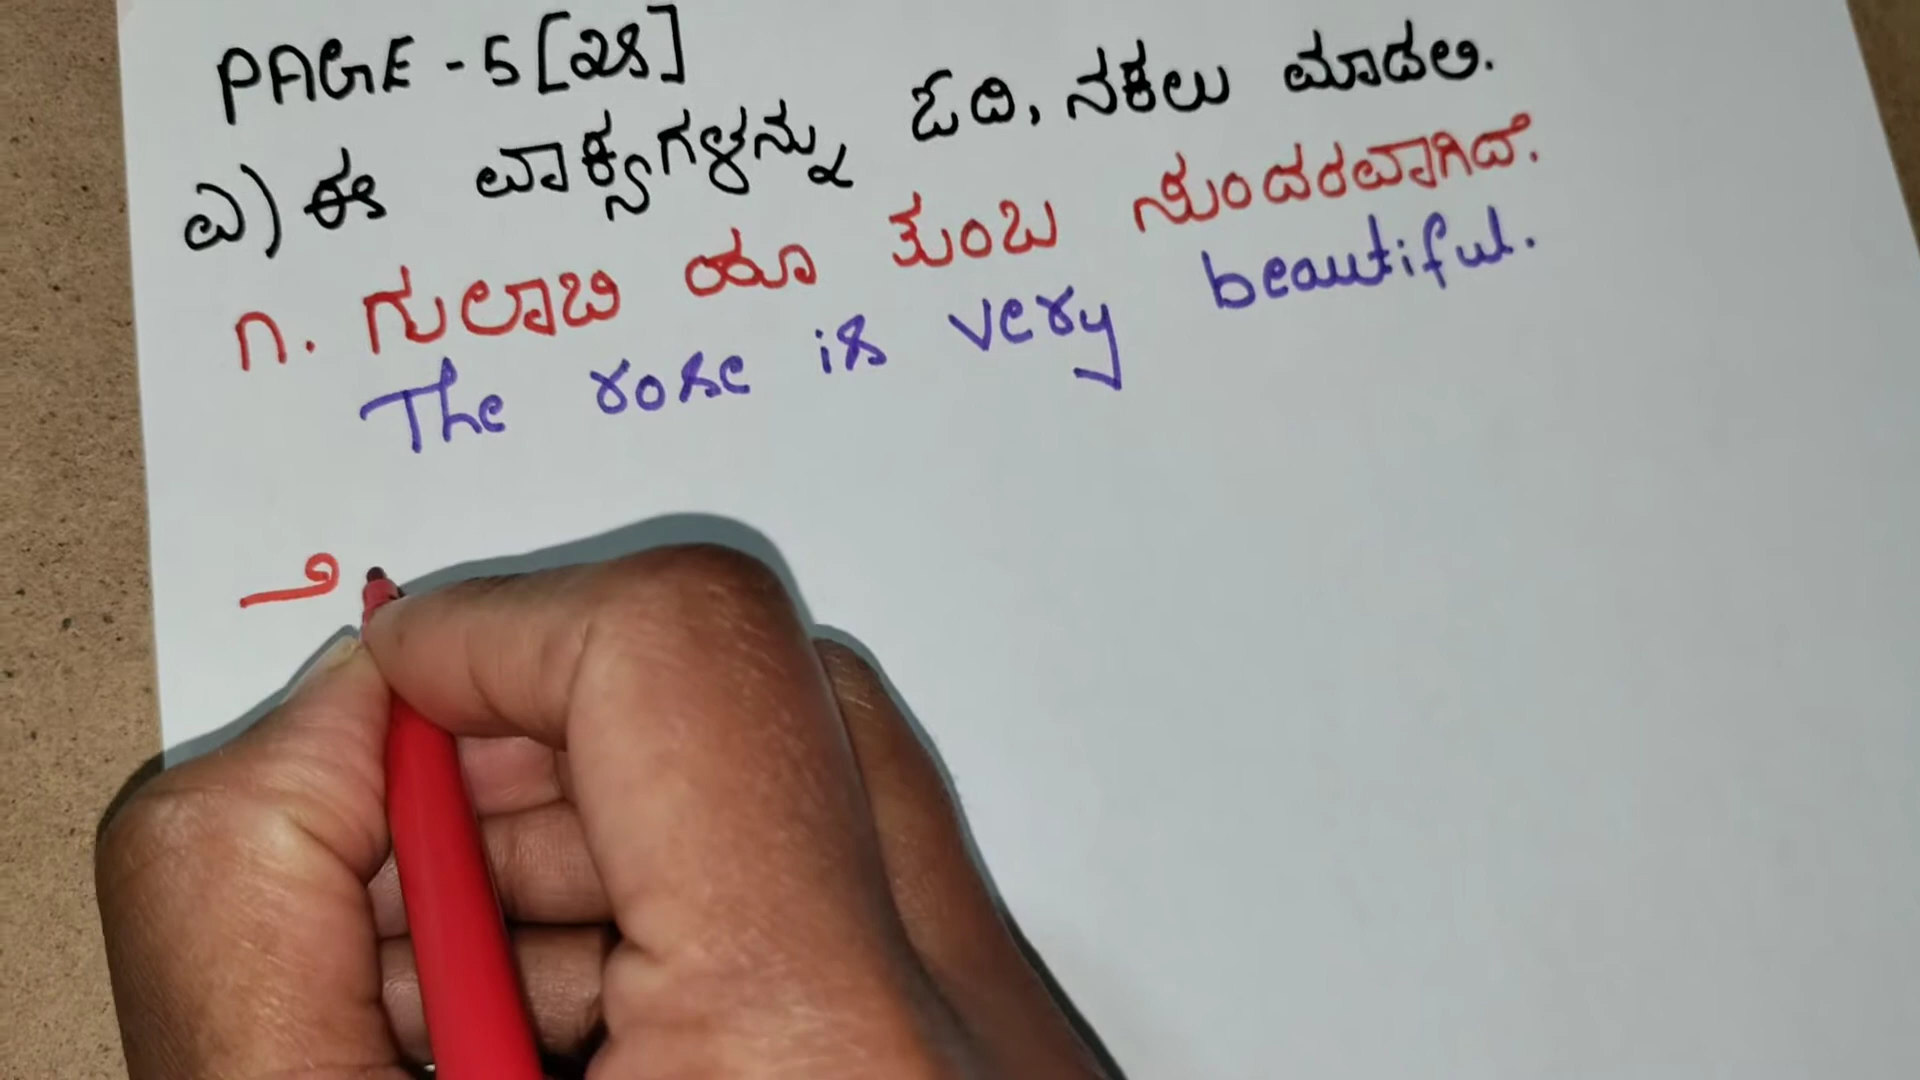 PAGE - 5 [28]
ಎ) ಈ ವಾಕ್ಯಗಳನ್ನು ಓದಿ, ನಕಲು ಮಾಡಲಿ.
೧. ಗುಲಾಬಿ ಯೂ ತುಂಬ ಸುಂದರವಾಗಿದೆ.
The rose is very beautiful.